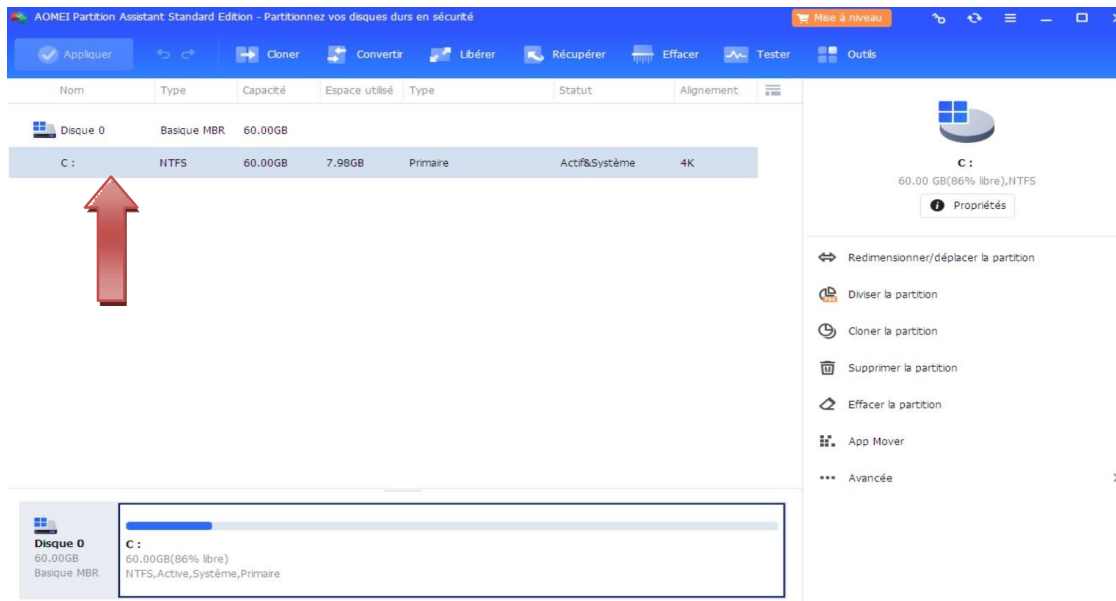 AOMEI Partition Assistant Standard Edition - Partitionnez vos disques durs en sécurité
Mise à niveau
Appliquer Cloner Convertir Libérer Récupérer Effacer Tester Outils
Nom Type Capacité Espace utilisé Type Statut Alignement
Disque 0 Basique MBR 60.00GB
C : NTFS 60.00GB 7.98GB Primaire Actif&Système 4K
C :
60.00 GB(86% libre),NTFS
Propriétés
Redimensionner/déplacer la partition
Diviser la partition
Cloner la partition
Supprimer la partition
Effacer la partition
App Mover
Avancée
Disque 0
60.00GB
Basique MBR
C :
60.00GB(86% libre)
NTFS,Active,Système,Primaire